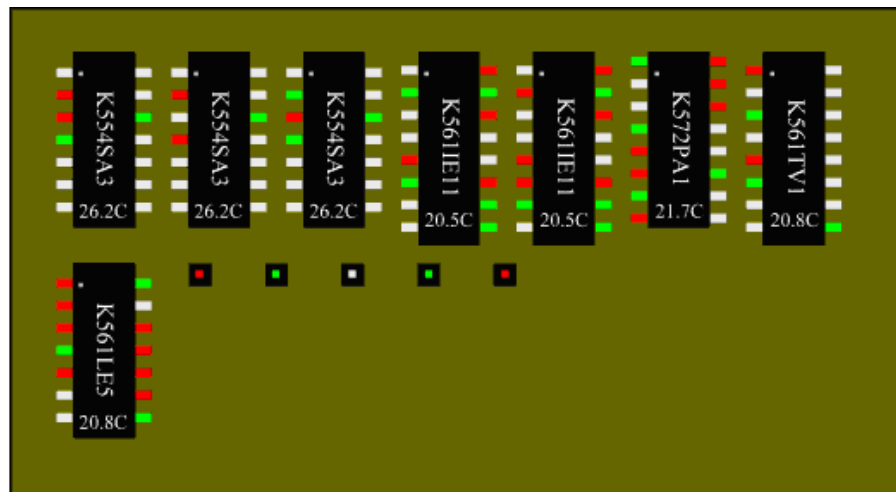 K554SA3
26.2C
K554SA3
26.2C
K554SA3
26.2C
K561IE11
20.5C
K561IE11
20.5C
K572PA1
21.7C
K561TV1
20.8C
K561LE5
20.8C